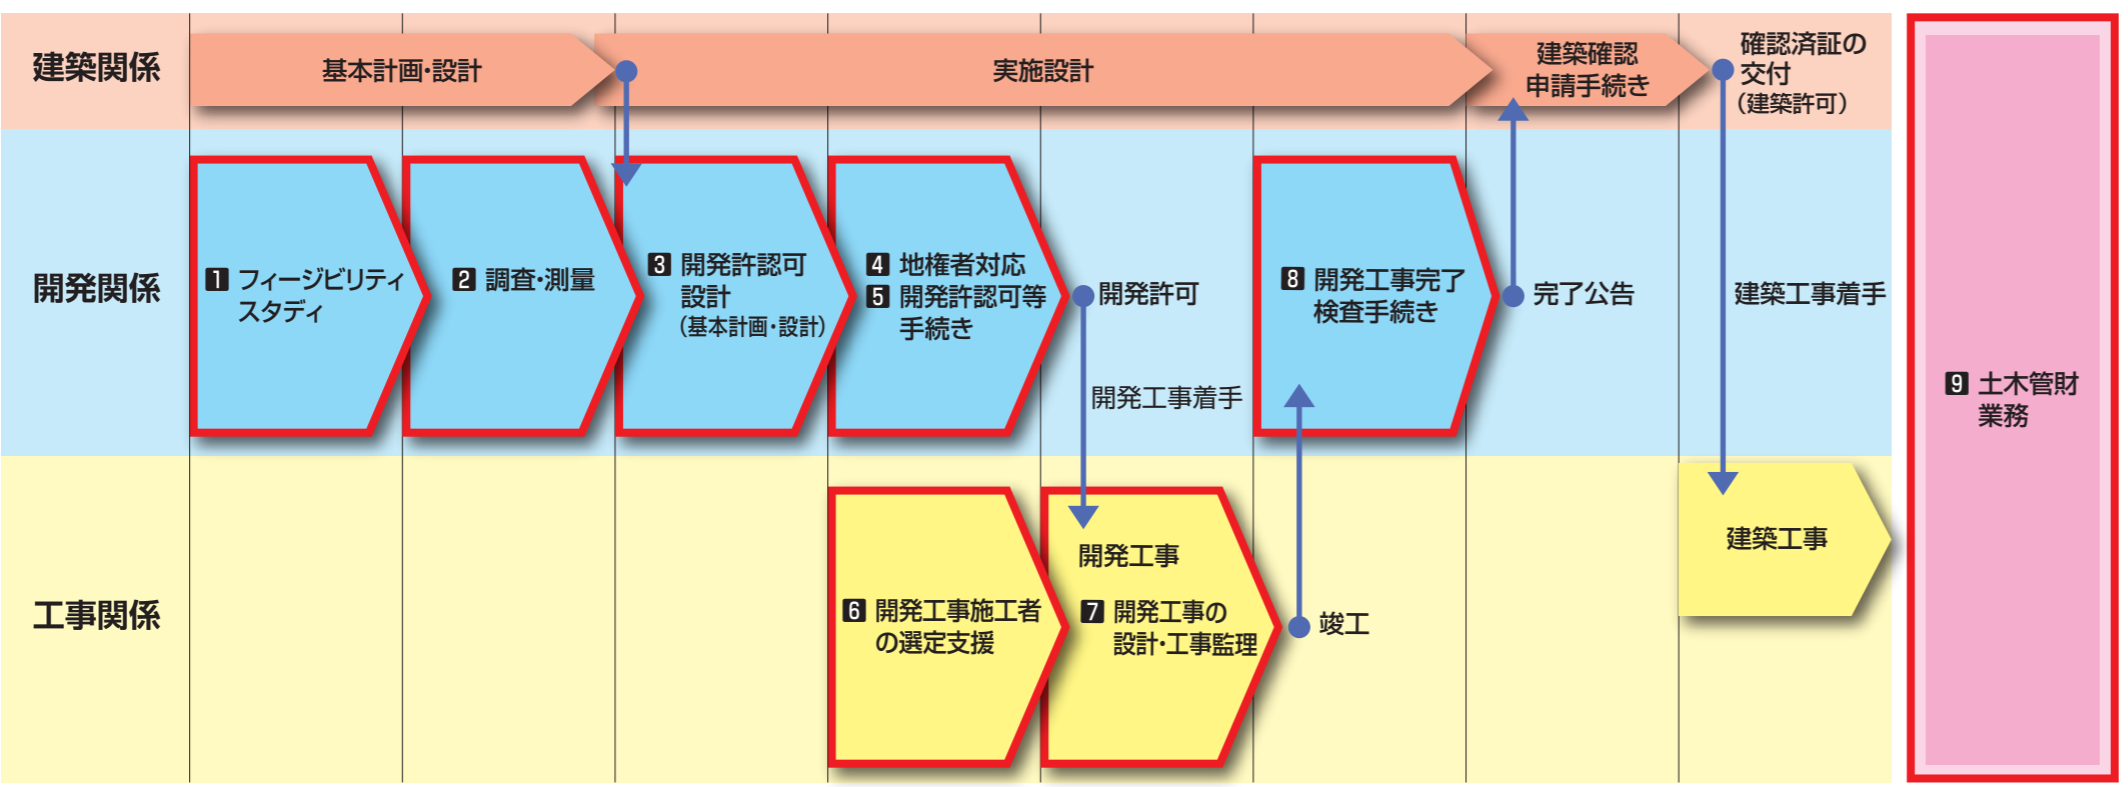 建築関係
基本計画・設計
実施設計
建築確認
申請手続き
確認済証の
交付
（建築許可）
開発関係
1 フィージビリティ
スタディ
2 調査・測量
3 開発許認可
設計
（基本計画・設計）
4 地権者対応
5 開発許認可等
手続き
開発許可
開発工事着手
8 開発工事完了
検査手続き
完了公告
建築工事着手
工事関係
6 開発工事施工者
の選定支援
開発工事
7 開発工事の
設計・工事監理
竣工
建築工事
9 土木管財
業務